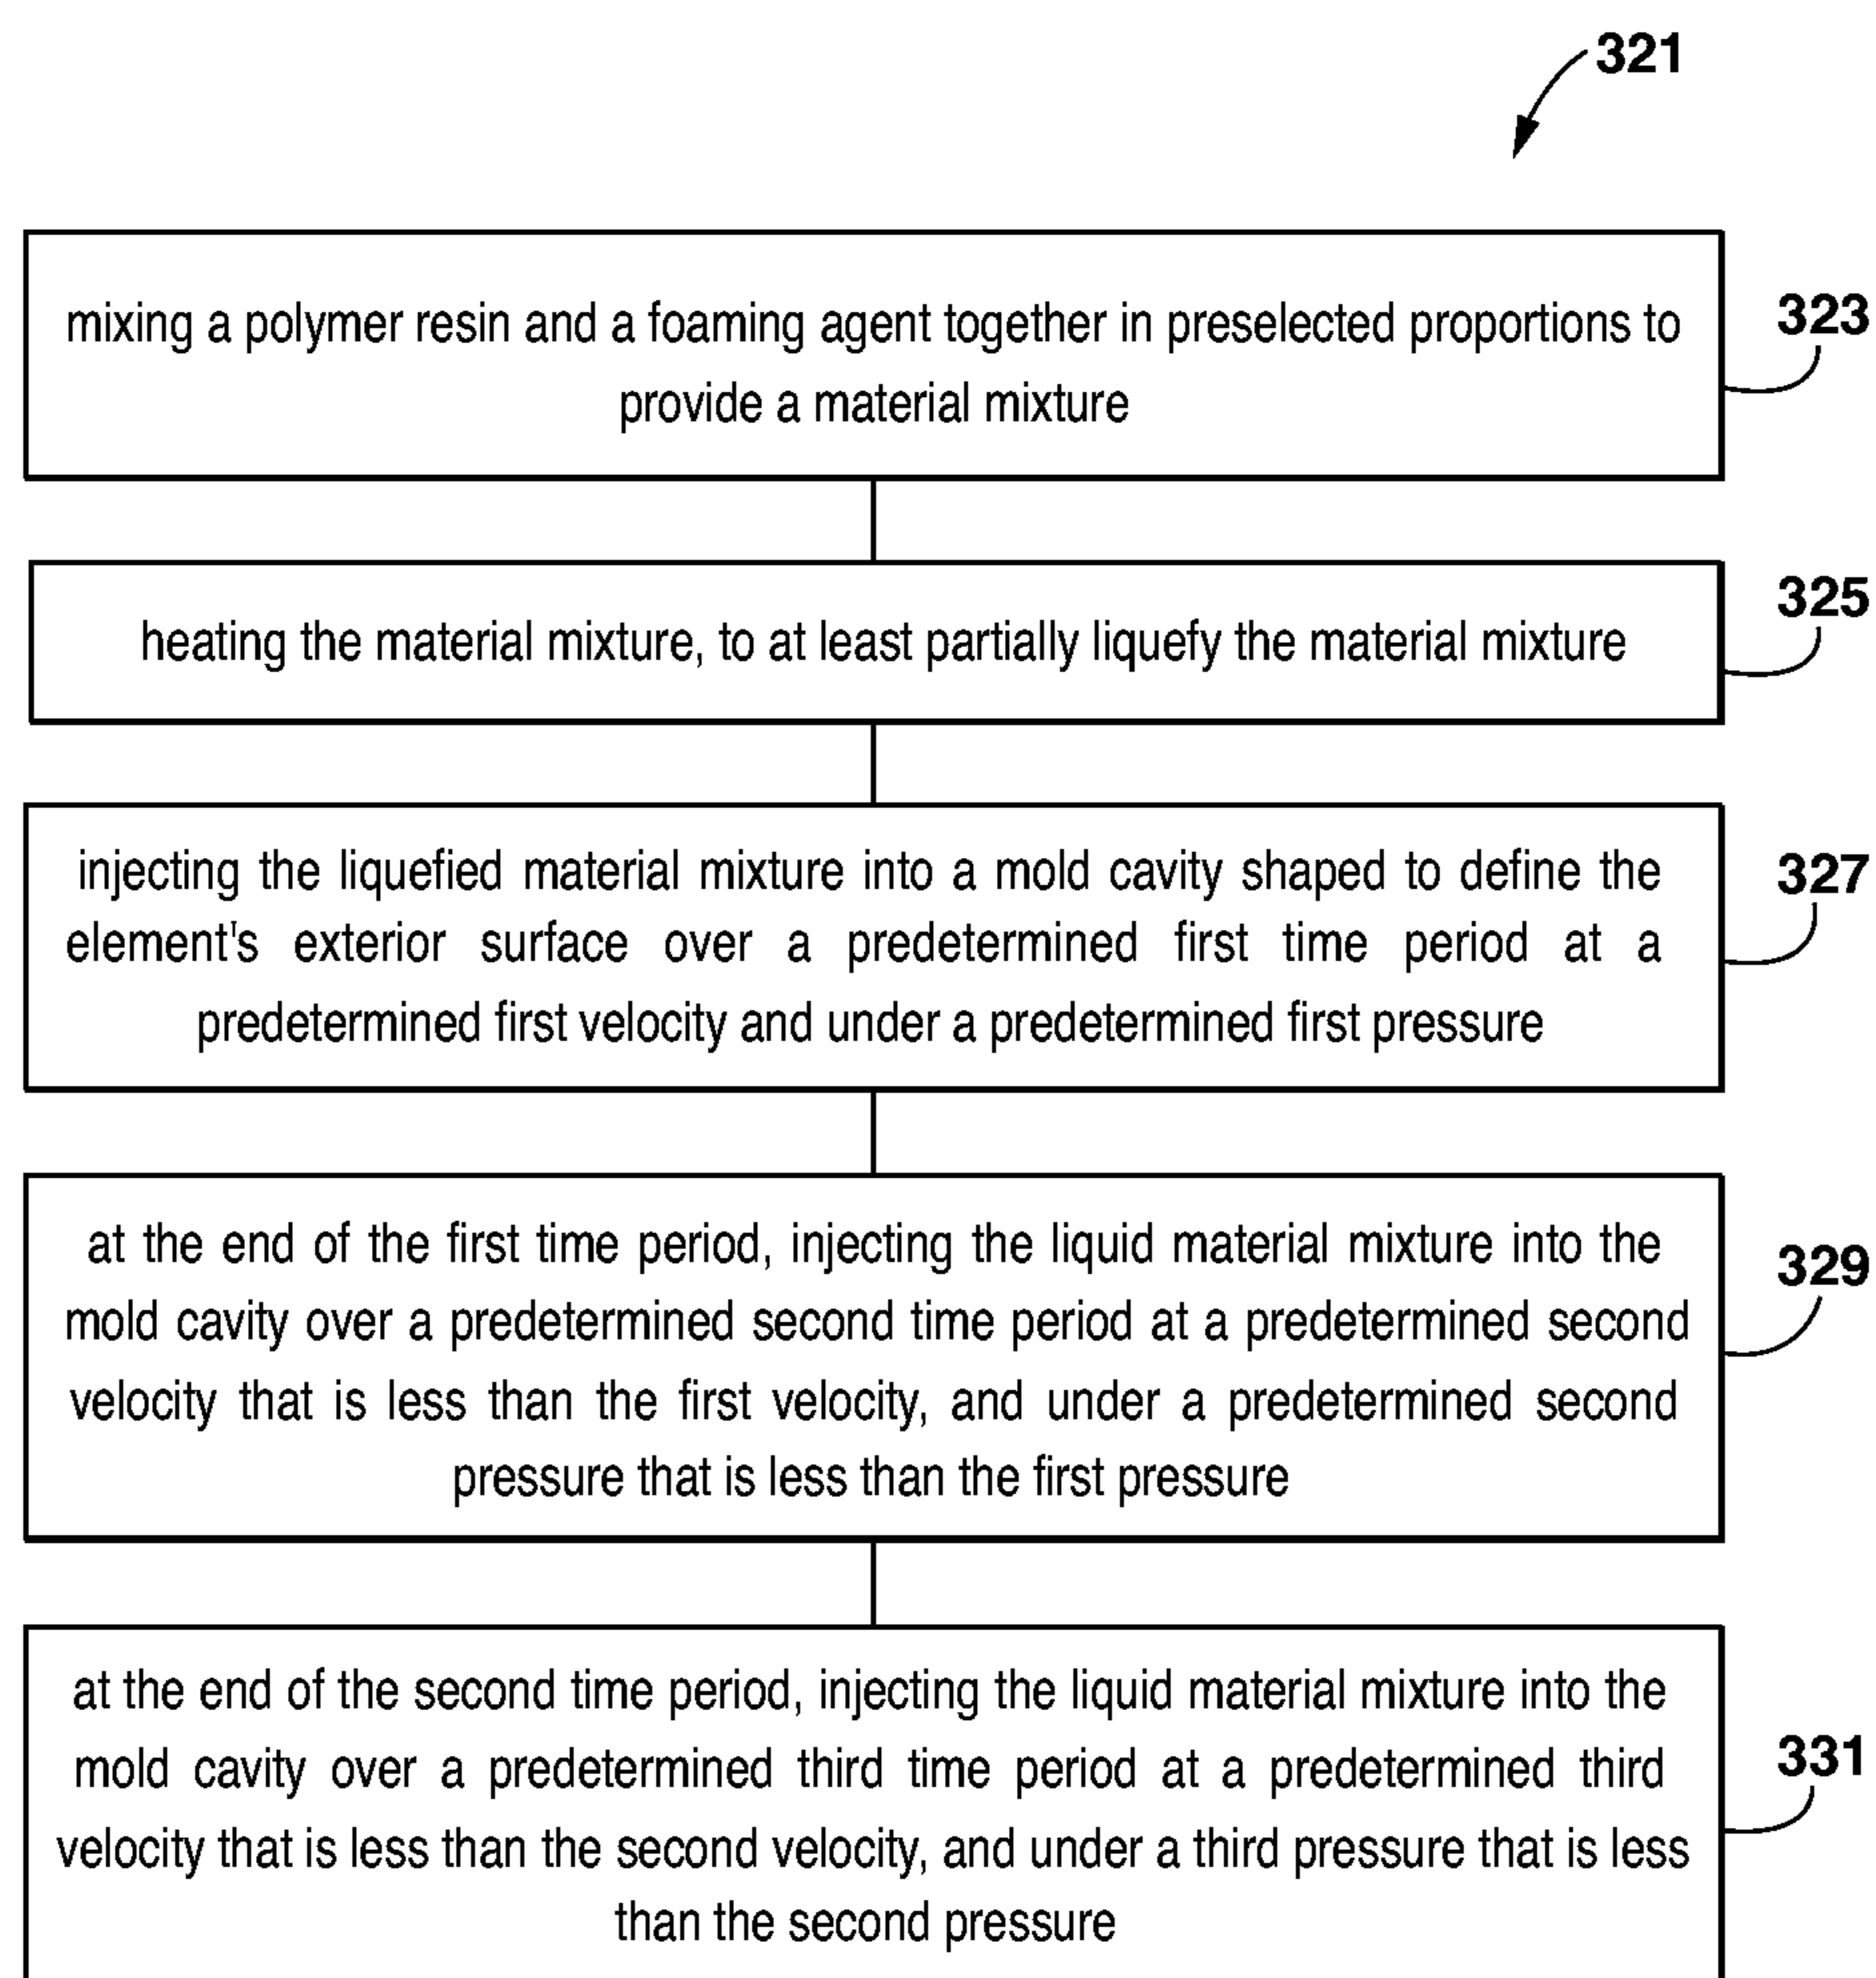 321
mixing a polymer resin and a foaming agent together in preselected proportions to
provide a material mixture
323
heating the material mixture, to at least partially liquefy the material mixture
325
injecting the liquefied material mixture into a mold cavity shaped to define the
element's exterior surface over a predetermined first time period at a
predetermined first velocity and under a predetermined first pressure
327
at the end of the first time period, injecting the liquid material mixture into the
mold cavity over a predetermined second time period at a predetermined second
velocity that is less than the first velocity, and under a predetermined second
pressure that is less than the first pressure
329
at the end of the second time period, injecting the liquid material mixture into the
mold cavity over a predetermined third time period at a predetermined third
velocity that is less than the second velocity, and under a third pressure that is less
than the second pressure
331